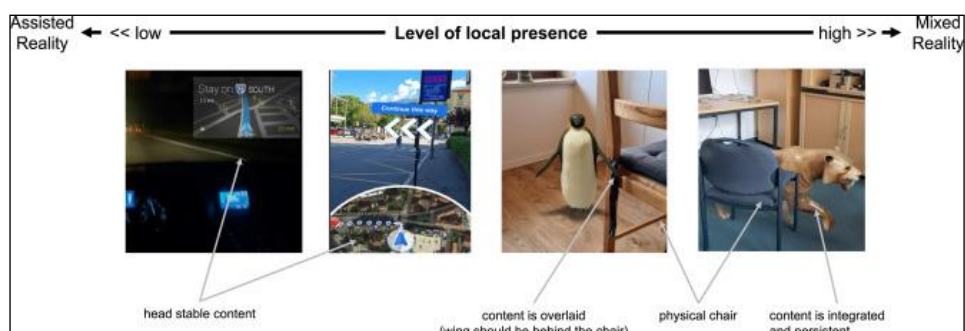 Assisted Reality
<< low
Level of local presence
high >>
Mixed Reality
Stay on
SOUTH
Continue this way
head stable content
content is overlaid
(wing should be behind the chair)
physical chair
content is integrated
and persistent